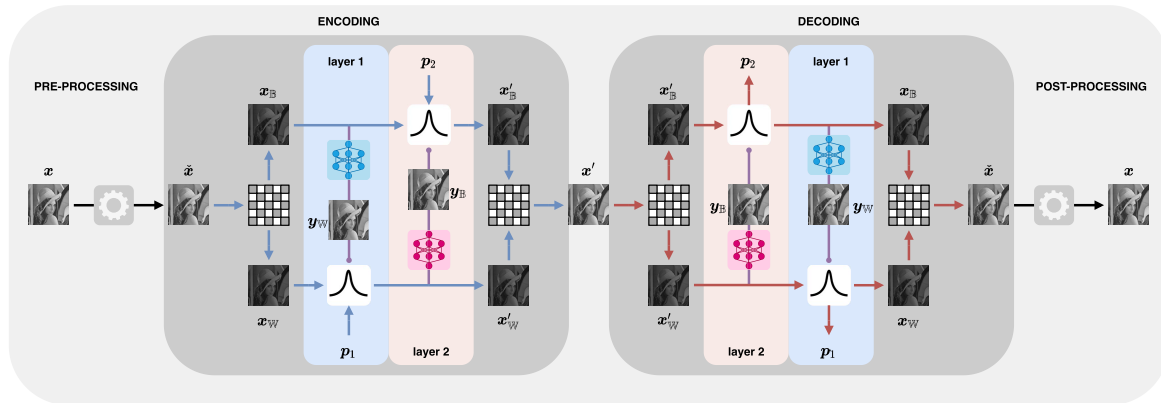 ENCODING
DECODING
layer 1
p₂
p₂
layer 1
PRE-PROCESSING
POST-PROCESSING
x𝔹
x′𝔹
x′𝔹
x𝔹
x
x̌
x′
x̌
x
y𝔹
y𝕎
y𝔹
y𝕎
x𝕎
x′𝕎
x′𝕎
x𝕎
p₁
layer 2
layer 2
p₁